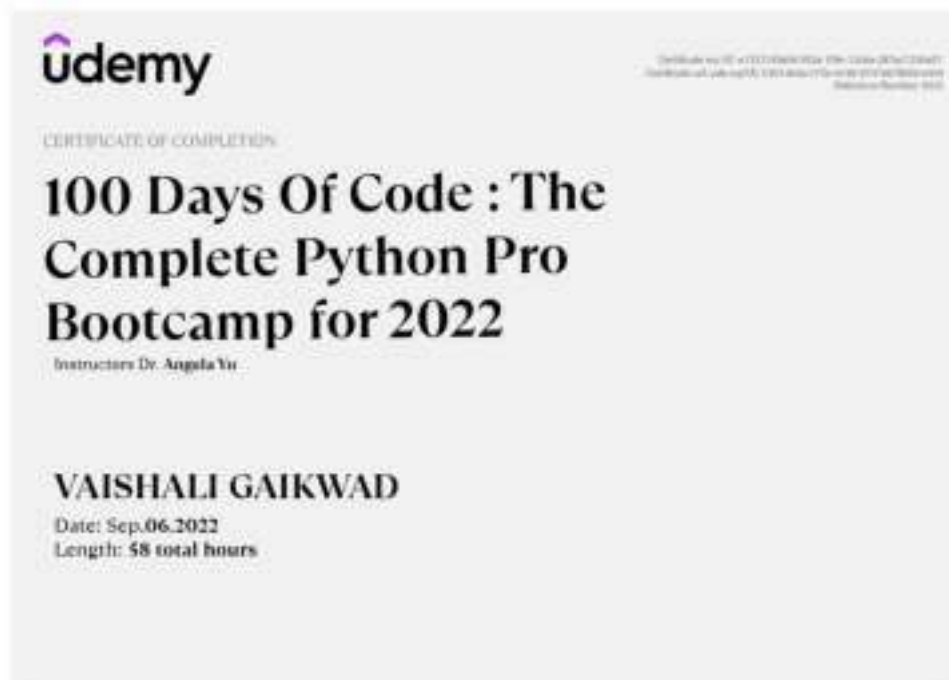 udemy
CERTIFICATE OF COMPLETION
100 Days Of Code : The
Complete Python Pro
Bootcamp for 2022
Instructors Dr. Angela Yu
VAISHALI GAIKWAD
Date: Sep.06.2022
Length: 58 total hours